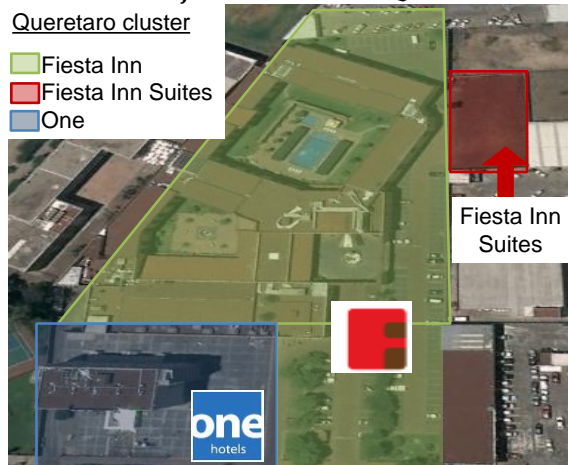 Queretaro cluster
Fiesta Inn
Fiesta Inn Suites
One
Fiesta Inn
Suites
one
hotels